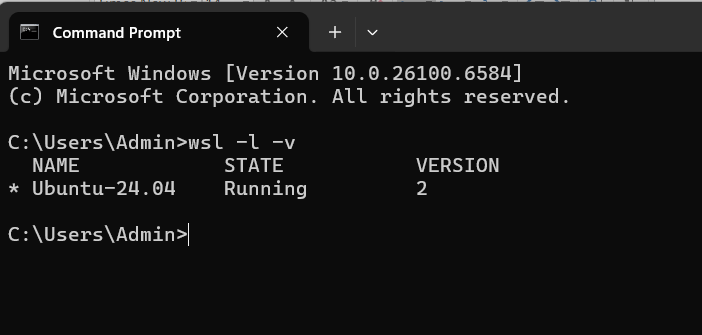 Command Prompt
Microsoft Windows [Version 10.0.26100.6584]
(c) Microsoft Corporation. All rights reserved.
C:\Users\Admin>wsl -l -v
  NAME            STATE           VERSION
* Ubuntu-24.04    Running         2
C:\Users\Admin>